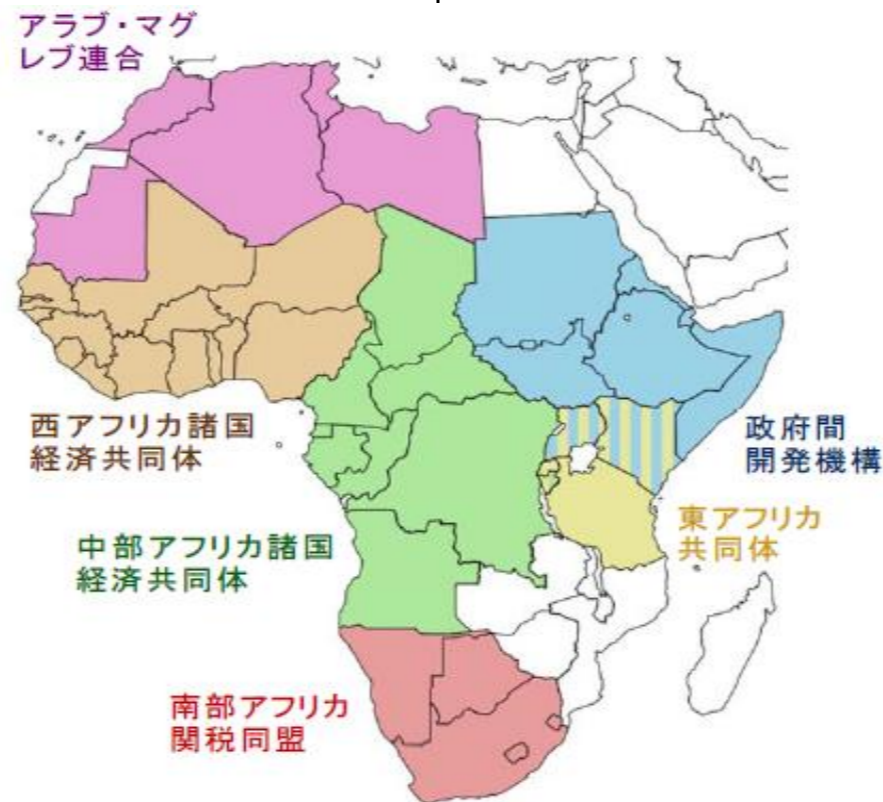 アラブ・マグ
レブ連合
西アフリカ諸国
経済共同体
政府間
開発機構
東アフリカ
共同体
中部アフリカ諸国
経済共同体
南部アフリカ
関税同盟